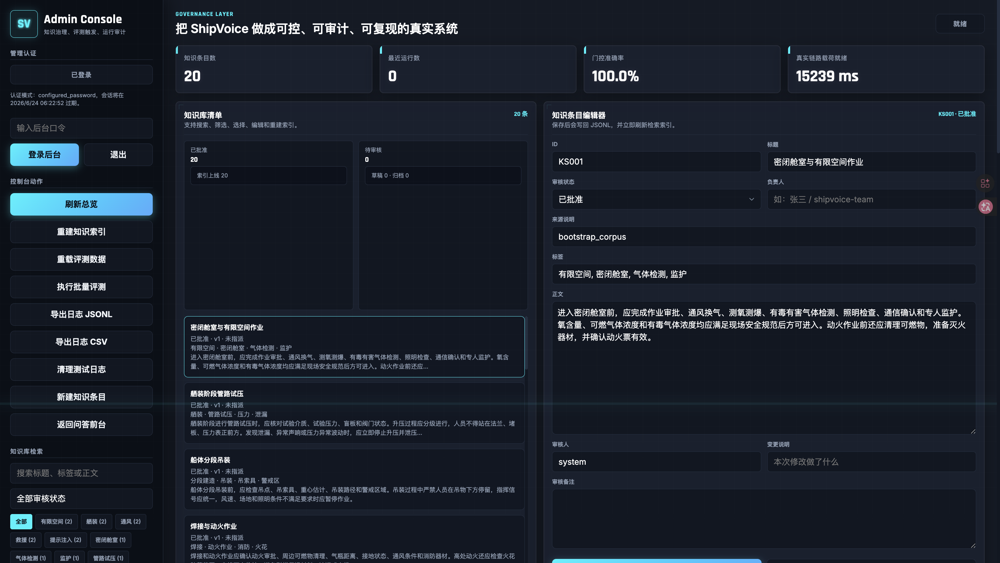 SV
Admin Console
知识治理、评测触发、运行审计
管理认证
已登录
认证模式：configured_password，会话将在
2026/6/24 06:22:52 过期。
输入后台口令
登录后台
退出
控制台动作
刷新总览
重建知识索引
重载评测数据
执行批量评测
导出日志 JSONL
导出日志 CSV
清理测试日志
新建知识条目
返回问答前台
知识库检索
搜索标题、标签或正文
全部审核状态
全部
有限空间 (2)
舾装 (2)
通风 (2)
救援 (2)
提示注入 (2)
密闭舱室 (1)
气体检测 (1)
监护 (1)
管路试压 (1)
GOVERNANCE LAYER
把 ShipVoice 做成可控、可审计、可复现的真实系统
就绪
知识条目数
20
最近运行数
0
门控准确率
100.0%
真实链路载荷就绪
15239 ms
知识库清单
20 条
支持搜索、筛选、选择、编辑和重建索引。
已批准
20
索引上线 20
待审核
0
草稿 0 · 归档 0
密闭舱室与有限空间作业
已批准 · v1 · 未指派
有限空间 · 密闭舱室 · 气体检测 · 监护
进入密闭舱室前，应完成作业审批、通风换气、测氧测爆、有毒有害气体检测、照明检查、通信确认和专人监护。氧含
量、可燃气体浓度和有毒气体浓度均应满足现场安全规范后方可进入。动火作业前还应...
舾装阶段管路试压
已批准 · v1 · 未指派
舾装 · 管路试压 · 压力 · 泄漏
舾装阶段进行管路试压时，应核对试验介质、试验压力、盲板和阀门状态。升压过程应分级进行，人员不得站在法兰、堵
板、压力表正前方。发现泄漏、异常声响或压力异常波动时，应立即停止升压并泄压...
船体分段吊装
已批准 · v1 · 未指派
分段建造 · 吊装 · 吊索具 · 警戒区
船体分段吊装前，应检查吊点、吊索具、重心估计、吊装路径和警戒区域。吊装过程中严禁人员在吊物下方停留，指挥信
号应统一，风速、场地和照明条件不满足要求时应暂停作业。
焊接与动火作业
已批准 · v1 · 未指派
焊接 · 动火作业 · 消防 · 火花
焊接和动火作业应确认动火审批、周边可燃物清理、气瓶距离、接地状态、通风条件和消防器材。高处动火还应检查火花
知识条目编辑器
KS001 · 已批准
保存后会写回 JSONL，并立即刷新检索索引。
ID
KS001
标题
密闭舱室与有限空间作业
审核状态
已批准
负责人
如：张三 / shipvoice-team
来源说明
bootstrap_corpus
标签
有限空间, 密闭舱室, 气体检测, 监护
正文
进入密闭舱室前，应完成作业审批、通风换气、测氧测爆、有毒有害气体检测、照明检查、通信确认和专人监护。
氧含量、可燃气体浓度和有毒气体浓度均应满足现场安全规范后方可进入。动火作业前还应清理可燃物，准备灭火
器材，并确认动火票有效。
审核人
system
变更说明
本次修改做了什么
审核备注